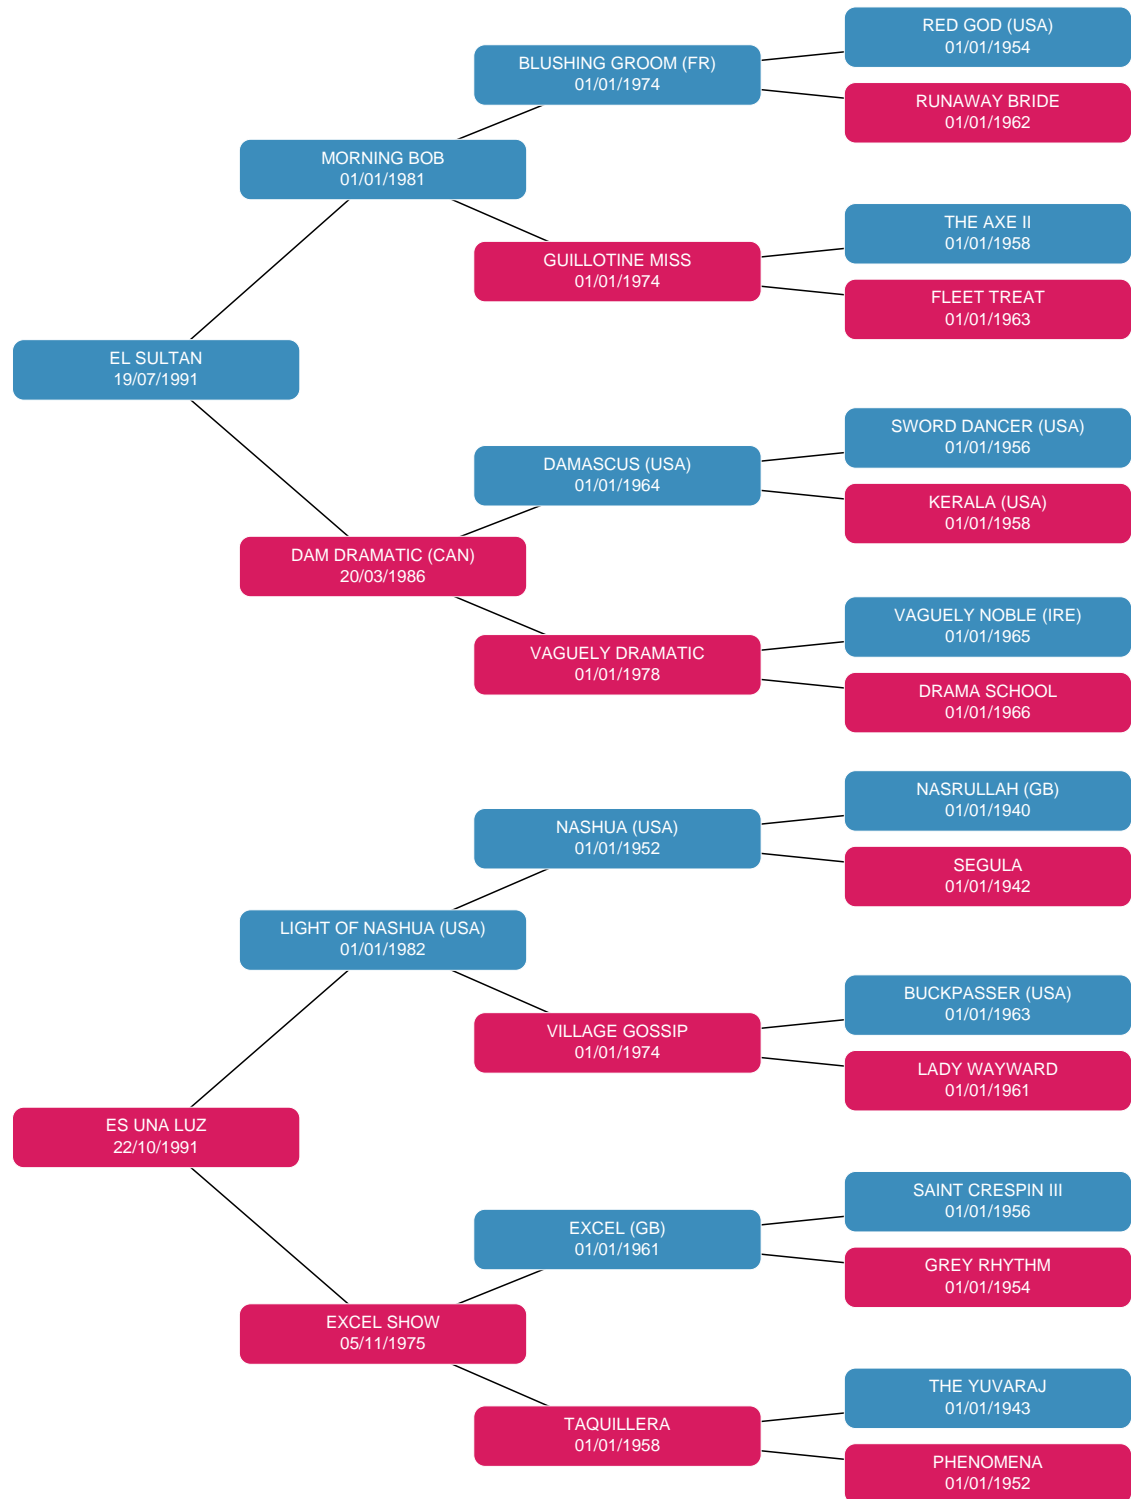 RED GOD (USA)
01/01/1954
BLUSHING GROOM (FR)
01/01/1974
RUNAWAY BRIDE
01/01/1962
MORNING BOB
01/01/1981
THE AXE II
01/01/1958
GUILLOTINE MISS
01/01/1974
FLEET TREAT
01/01/1963
EL SULTAN
19/07/1991
SWORD DANCER (USA)
01/01/1956
DAMASCUS (USA)
01/01/1964
KERALA (USA)
01/01/1958
DAM DRAMATIC (CAN)
20/03/1986
VAGUELY NOBLE (IRE)
01/01/1965
VAGUELY DRAMATIC
01/01/1978
DRAMA SCHOOL
01/01/1966
NASRULLAH (GB)
01/01/1940
NASHUA (USA)
01/01/1952
SEGULA
01/01/1942
LIGHT OF NASHUA (USA)
01/01/1982
BUCKPASSER (USA)
01/01/1963
VILLAGE GOSSIP
01/01/1974
LADY WAYWARD
01/01/1961
ES UNA LUZ
22/10/1991
SAINT CRESPIN III
01/01/1956
EXCEL (GB)
01/01/1961
GREY RHYTHM
01/01/1954
EXCEL SHOW
05/11/1975
THE YUVARAJ
01/01/1943
TAQUILLERA
01/01/1958
PHENOMENA
01/01/1952